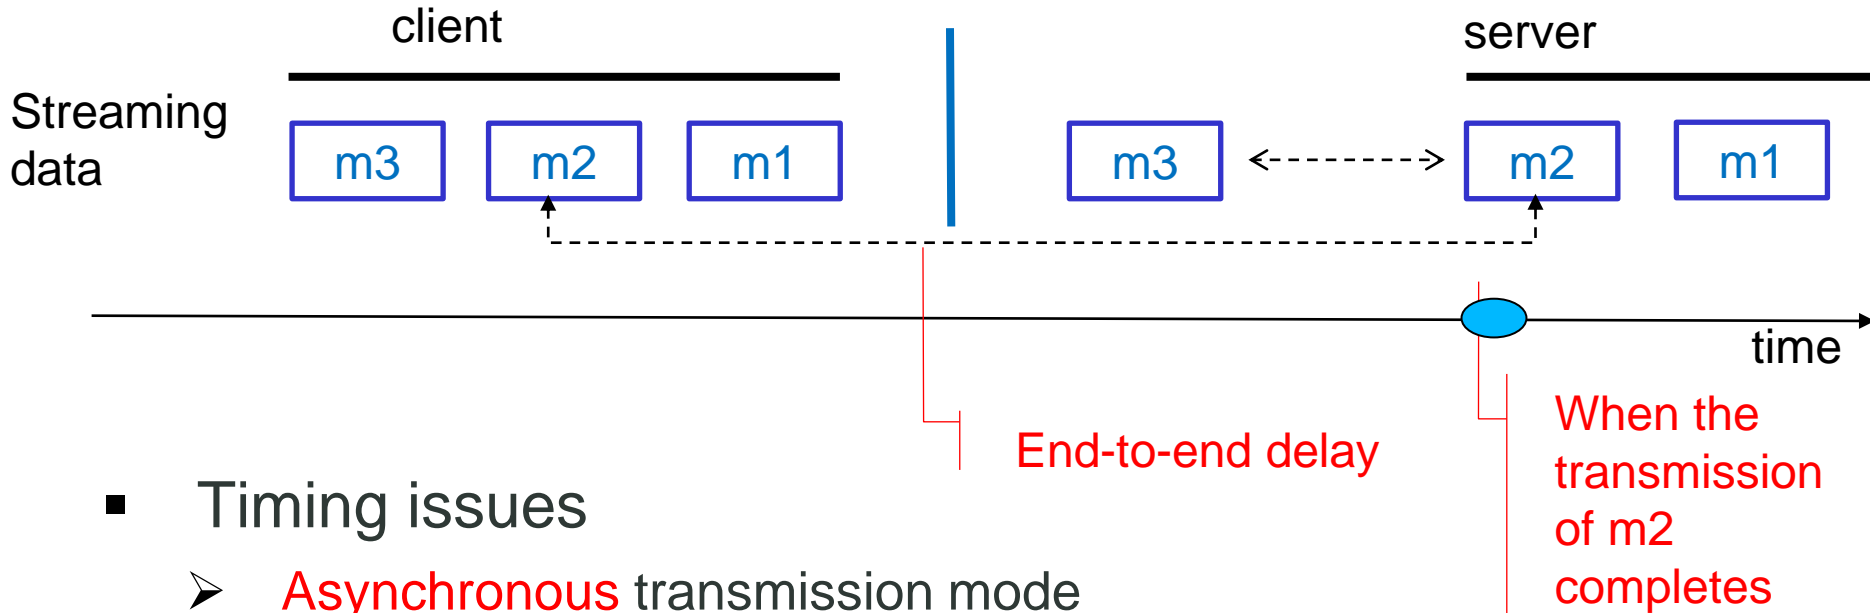 client
server
Streaming
data
m3
m2
m1
m3
m2
m1
time
End-to-end delay
When the
transmission
of m2
completes
▪ Timing issues
➢ Asynchronous transmission mode